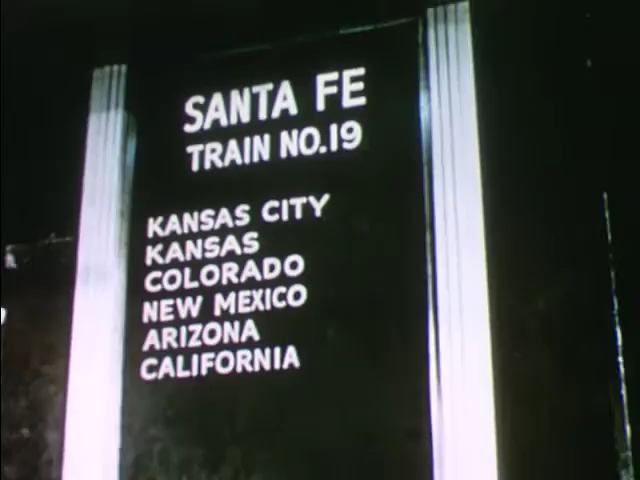 SANTA FE
TRAIN NO.19
KANSAS CITY
KANSAS
COLORADO
NEW MEXICO
ARIZONA
CALIFORNIA